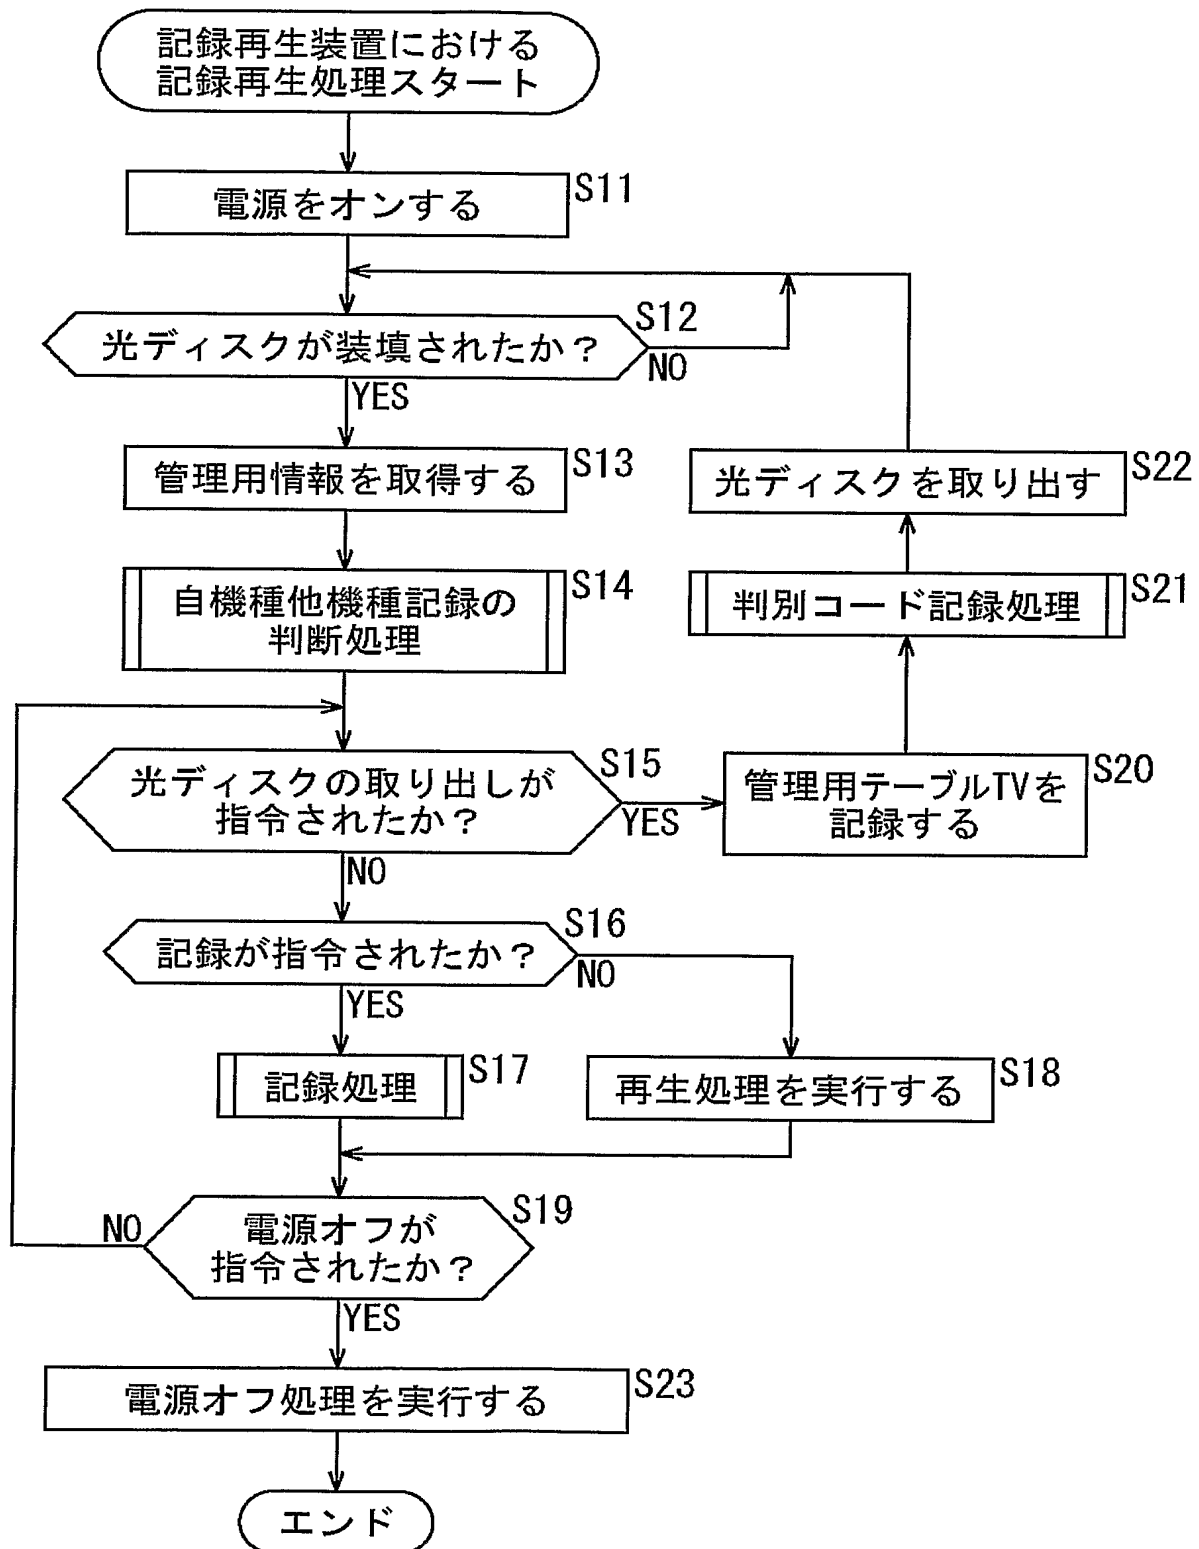 記録再生装置における
記録再生処理スタート
電源をオンする
S11
光ディスクが装填されたか？
S12
NO
YES
管理用情報を取得する
S13
光ディスクを取り出す
S22
自機種他機種記録の
判断処理
S14
判別コード記録処理
S21
光ディスクの取り出しが
指令されたか？
S15
YES
NO
管理用テーブルTVを
記録する
S20
記録が指令されたか？
S16
NO
YES
記録処理
S17
再生処理を実行する
S18
電源オフが
指令されたか？
S19
NO
YES
電源オフ処理を実行する
S23
エンド